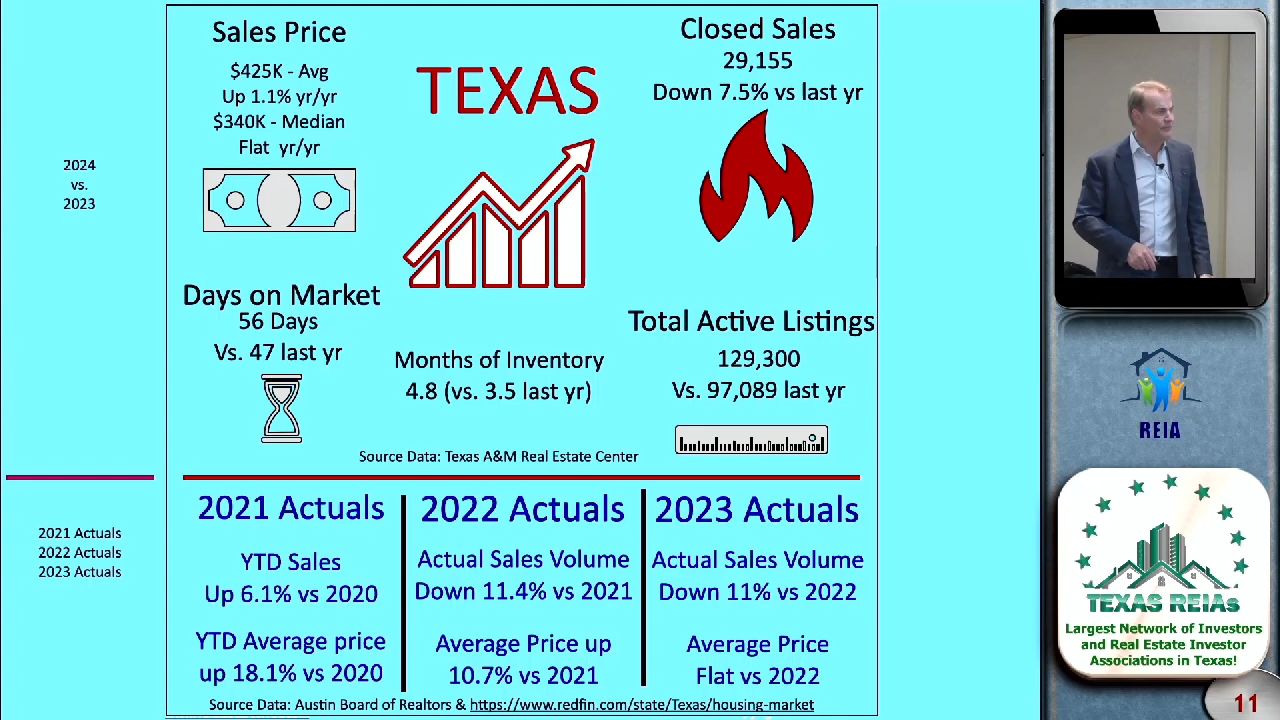 2024
vs.
2023
Sales Price
$425K - Avg
Up 1.1% yr/yr
$340K - Median
Flat yr/yr
TEXAS
Closed Sales
29,155
Down 7.5% vs last yr
Days on Market
56 Days
Vs. 47 last yr
Months of Inventory
4.8 (vs. 3.5 last yr)
Total Active Listings
129,300
Vs. 97,089 last yr
Source Data: Texas A&M Real Estate Center
2021 Actuals
2022 Actuals
2023 Actuals
2021 Actuals
YTD Sales
Up 6.1% vs 2020
YTD Average price
up 18.1% vs 2020
2022 Actuals
Actual Sales Volume
Down 11.4% vs 2021
Average Price up
10.7% vs 2021
2023 Actuals
Actual Sales Volume
Down 11% vs 2022
Average Price
Flat vs 2022
Source Data: Austin Board of Realtors & https://www.redfin.com/state/Texas/housing-market
REIA
TEXAS REIAs
Largest Network of Investors
and Real Estate Investor
Associations in Texas!
11